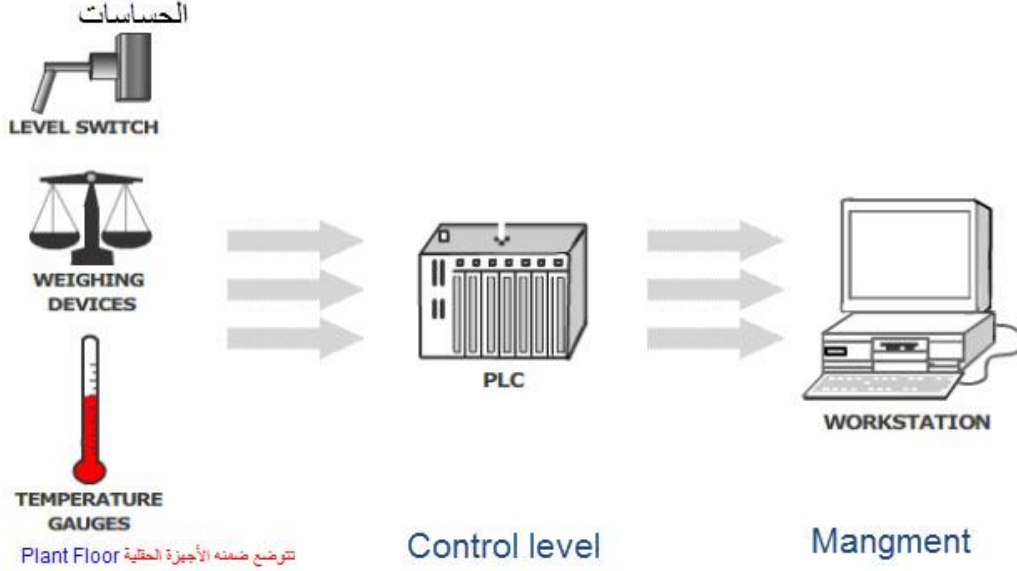 الحساسات
LEVEL SWITCH
WEIGHING
DEVICES
TEMPERATURE
GAUGES
تتوضع ضمنه الأجهزة الحقلية Plant Floor
PLC
Control level
WORKSTATION
Mangment